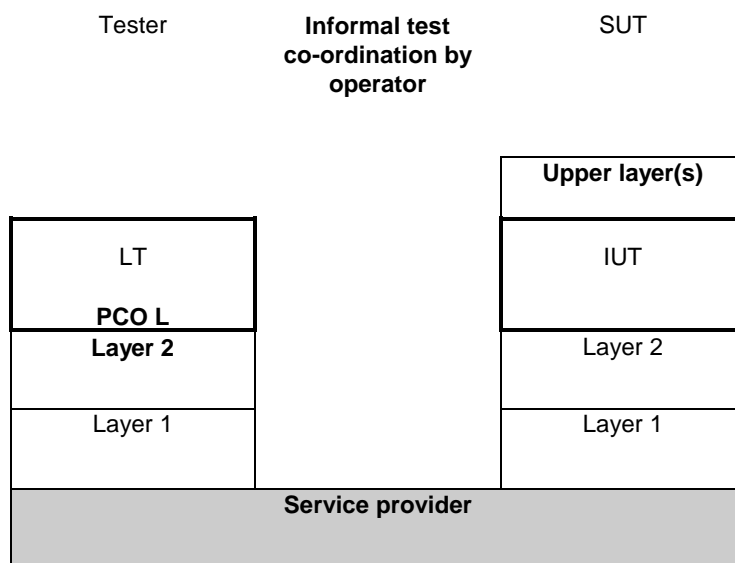 Tester
Informal test
co-ordination by
operator
SUT
Upper layer(s)
LT
IUT
PCO L
Layer 2
Layer 2
Layer 1
Layer 1
Service provider